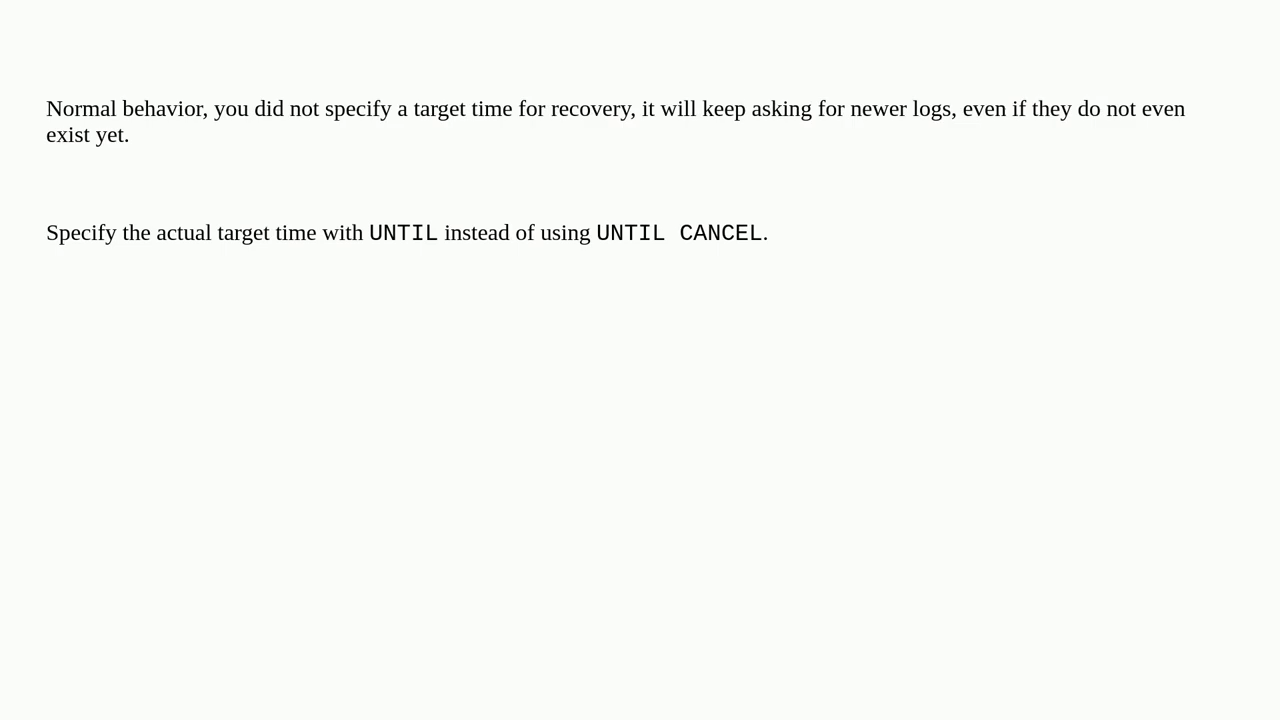 Normal behavior, you did not specify a target time for recovery, it will keep asking for newer logs, even if they do not even
exist yet.
Specify the actual target time with UNTIL instead of using UNTIL CANCEL.